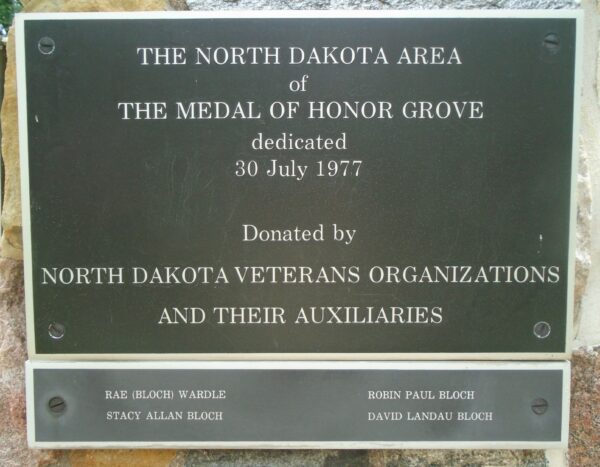 THE NORTH DAKOTA AREA
of
THE MEDAL OF HONOR GROVE
dedicated
30 July 1977
Donated by
NORTH DAKOTA VETERANS ORGANIZATIONS
AND THEIR AUXILIARIES
RAE (BLOCH) WARDLE ROBIN PAUL BLOCH
STACY ALLAN BLOCH DAVID LANDAU BLOCH